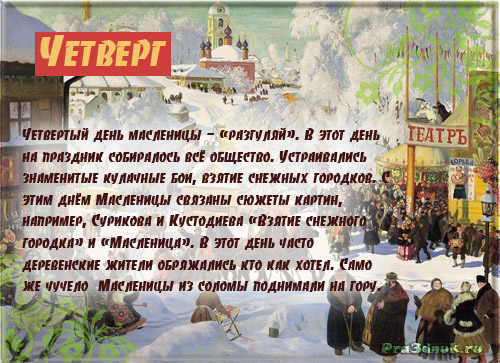 Четверг
Четвертый день масленицы – «разгуляй». В этот день
на праздник собиралось всё общество. Устраивались
знаменитые кулачные бои, взятие снежных городков. С
этим днём Масленицы связаны сюжеты картин,
например, Сурикова и Кустодиева «Взятие снежного
городка» и «Масленица». В этот день часто
деревенские жители обряжались кто как хотел. Само
же чучело Масленицы из соломы поднимали на гору.
ТЕАТРЪ
БОРЬБА
Pra3dnuk.ru